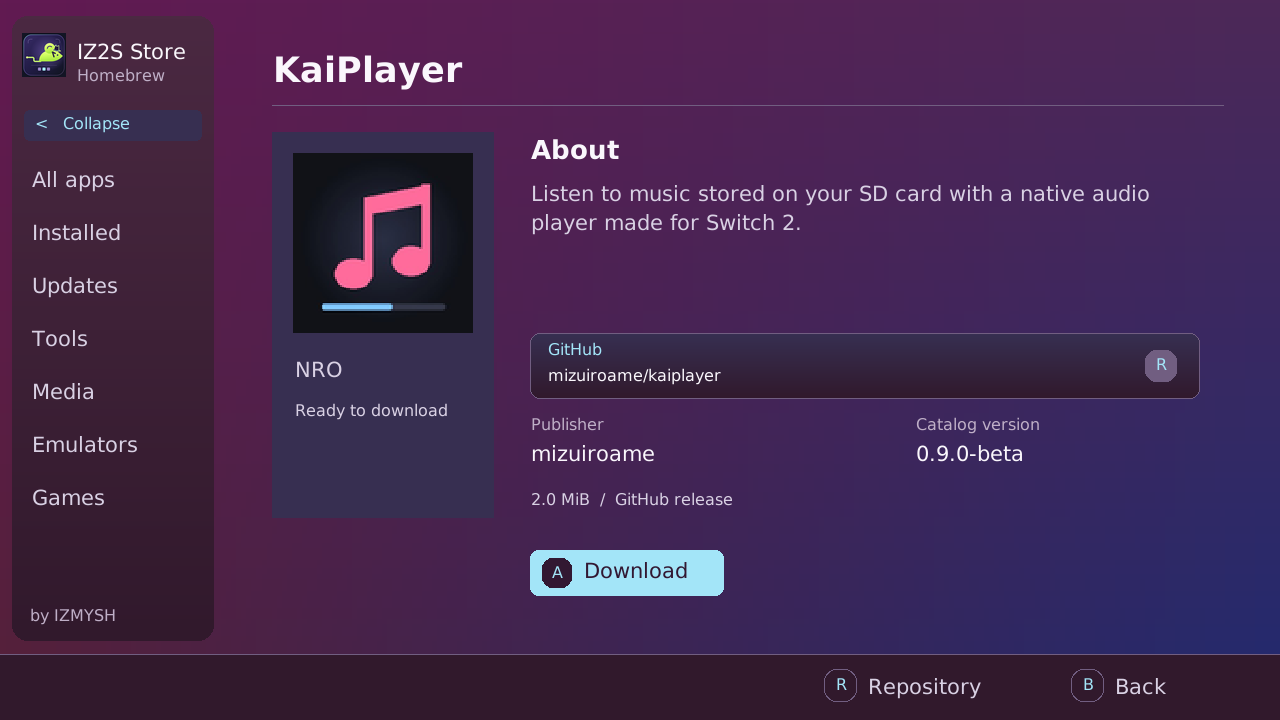 IZ2S Store
Homebrew
< Collapse
All apps
Installed
Updates
Tools
Media
Emulators
Games
by IZMYSH
KaiPlayer
NRO
Ready to download
About
Listen to music stored on your SD card with a native audio
player made for Switch 2.
GitHub
mizuiroame/kaiplayer
R
Publisher
mizuiroame
Catalog version
0.9.0-beta
2.0 MiB / GitHub release
A Download
R Repository
B Back